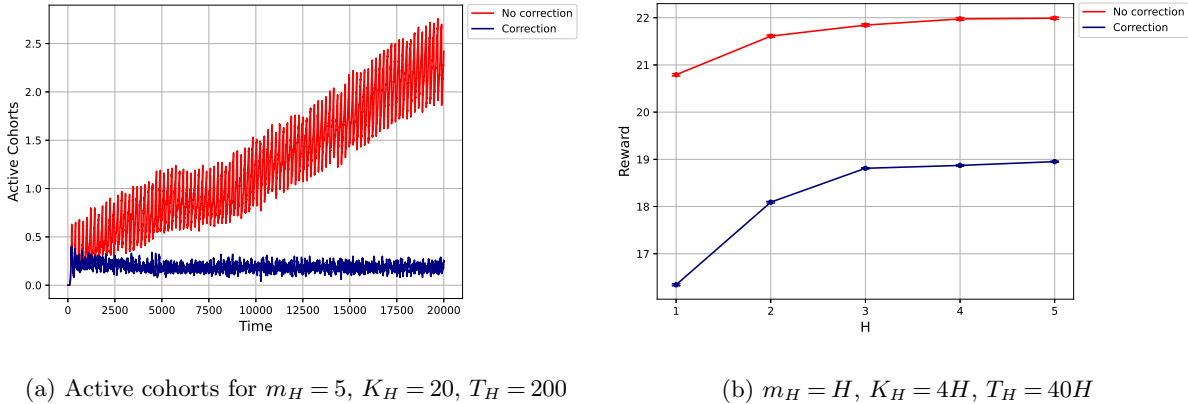 No correction
Correction
Active Cohorts
2.5
2.0
1.5
1.0
0.5
0.0
0 2500 5000 7500 10000 12500 15000 17500 20000
Time
(a) Active cohorts for m_H = 5, K_H = 20, T_H = 200
No correction
Correction
Reward
22
21
20
19
18
17
1 2 3 4 5
H
(b) m_H = H, K_H = 4H, T_H = 40H